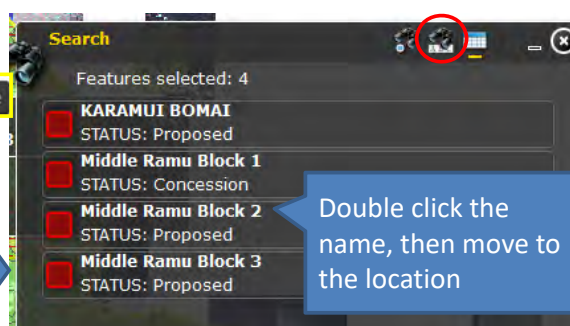 Search
Features selected: 4
KARAMUI BOMAI
STATUS: Proposed
Middle Ramu Block 1
STATUS: Concession
Middle Ramu Block 2
STATUS: Proposed
Middle Ramu Block 3
STATUS: Proposed
Double click the
name, then move to
the location